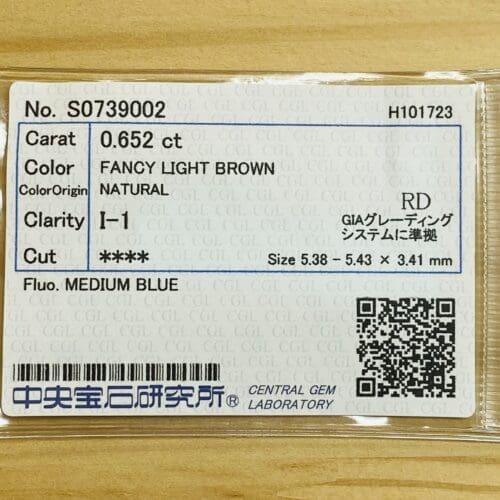 No. S0739002 H101723
Carat 0.652 ct
Color FANCY LIGHT BROWN
ColorOrigin NATURAL
Clarity I-1
RD
GIAグレーディング
システムに準拠
Cut ****
Size 5.38 - 5.43 × 3.41 mm
Fluo. MEDIUM BLUE
中央宝石研究所® CENTRAL GEM
LABORATORY